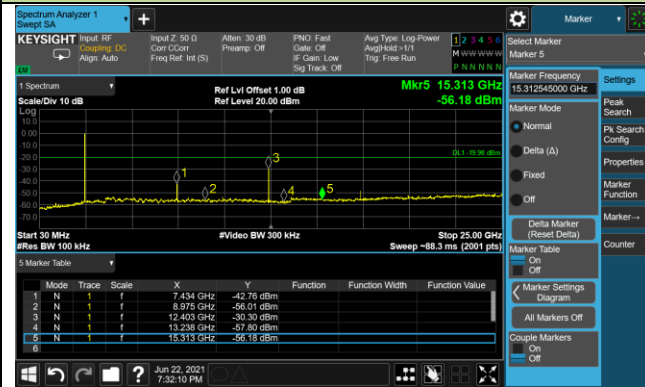 Spectrum Analyzer 1
Swept SA
+
Marker
KEYSIGHT
Input: RF
Coupling: DC
Align: Auto
Input Z: 50 Ω
Corr CCorr
Freq Ref: Int (S)
Atten: 30 dB
Preamp: Off
PNO: Fast
Gate: Off
IF Gain: Low
Sig Track: Off
Avg Type: Log-Power
Avg|Hold:>1/1
Trig: Free Run
1 2 3 4 5 6
M W W W W W
P N N N N N
Select Marker
Marker 5
1 Spectrum
Scale/Div 10 dB
Log
Ref Lvl Offset 1.00 dB
Ref Level 20.00 dBm
Mkr5 15.313 GHz
-56.18 dBm
10.0
0.00
-10.0
-20.0
-30.0
-40.0
-50.0
-60.0
-70.0
1
2
3
4
5
Start 30 MHz
#Res BW 100 kHz
#Video BW 300 kHz
Stop 25.00 GHz
Sweep ~88.3 ms (2001 pts)
5 Marker Table
Mode Trace Scale X Y Function Function Width Function Value
1 N 1 f 7.434 GHz -42.76 dBm
2 N 1 f 8.975 GHz -56.01 dBm
3 N 1 f 12.403 GHz -30.30 dBm
4 N 1 f 13.238 GHz -57.80 dBm
5 N 1 f 15.313 GHz -56.18 dBm
6
Marker Frequency
15.312545000 GHz
Marker Mode
Normal
Delta (Δ)
Fixed
Off
Delta Marker
(Reset Delta)
Marker Table
On
Off
Marker Settings
Diagram
All Markers Off
Couple Markers
On
Off
Settings
Peak
Search
Pk Search
Config
Properties
Marker
Function
Marker→
Counter
?
Jun 22, 2021
7:32:10 PM